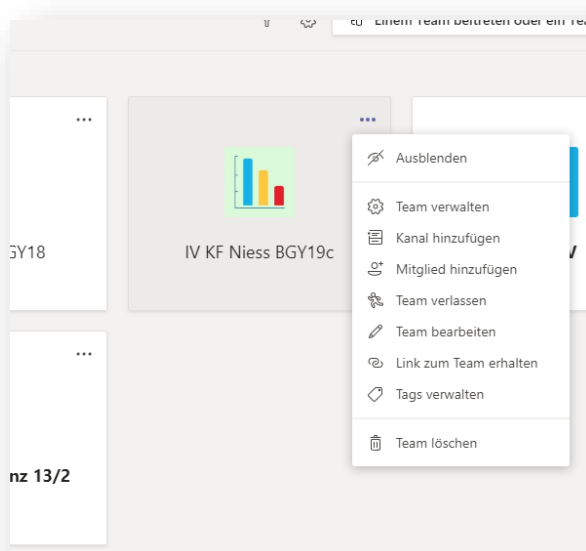 Einem Team beitreten oder ein Tea
GY18
IV KF Niess BGY19c
V
Ausblenden
Team verwalten
Kanal hinzufügen
Mitglied hinzufügen
Team verlassen
Team bearbeiten
Link zum Team erhalten
Tags verwalten
Team löschen
nz 13/2